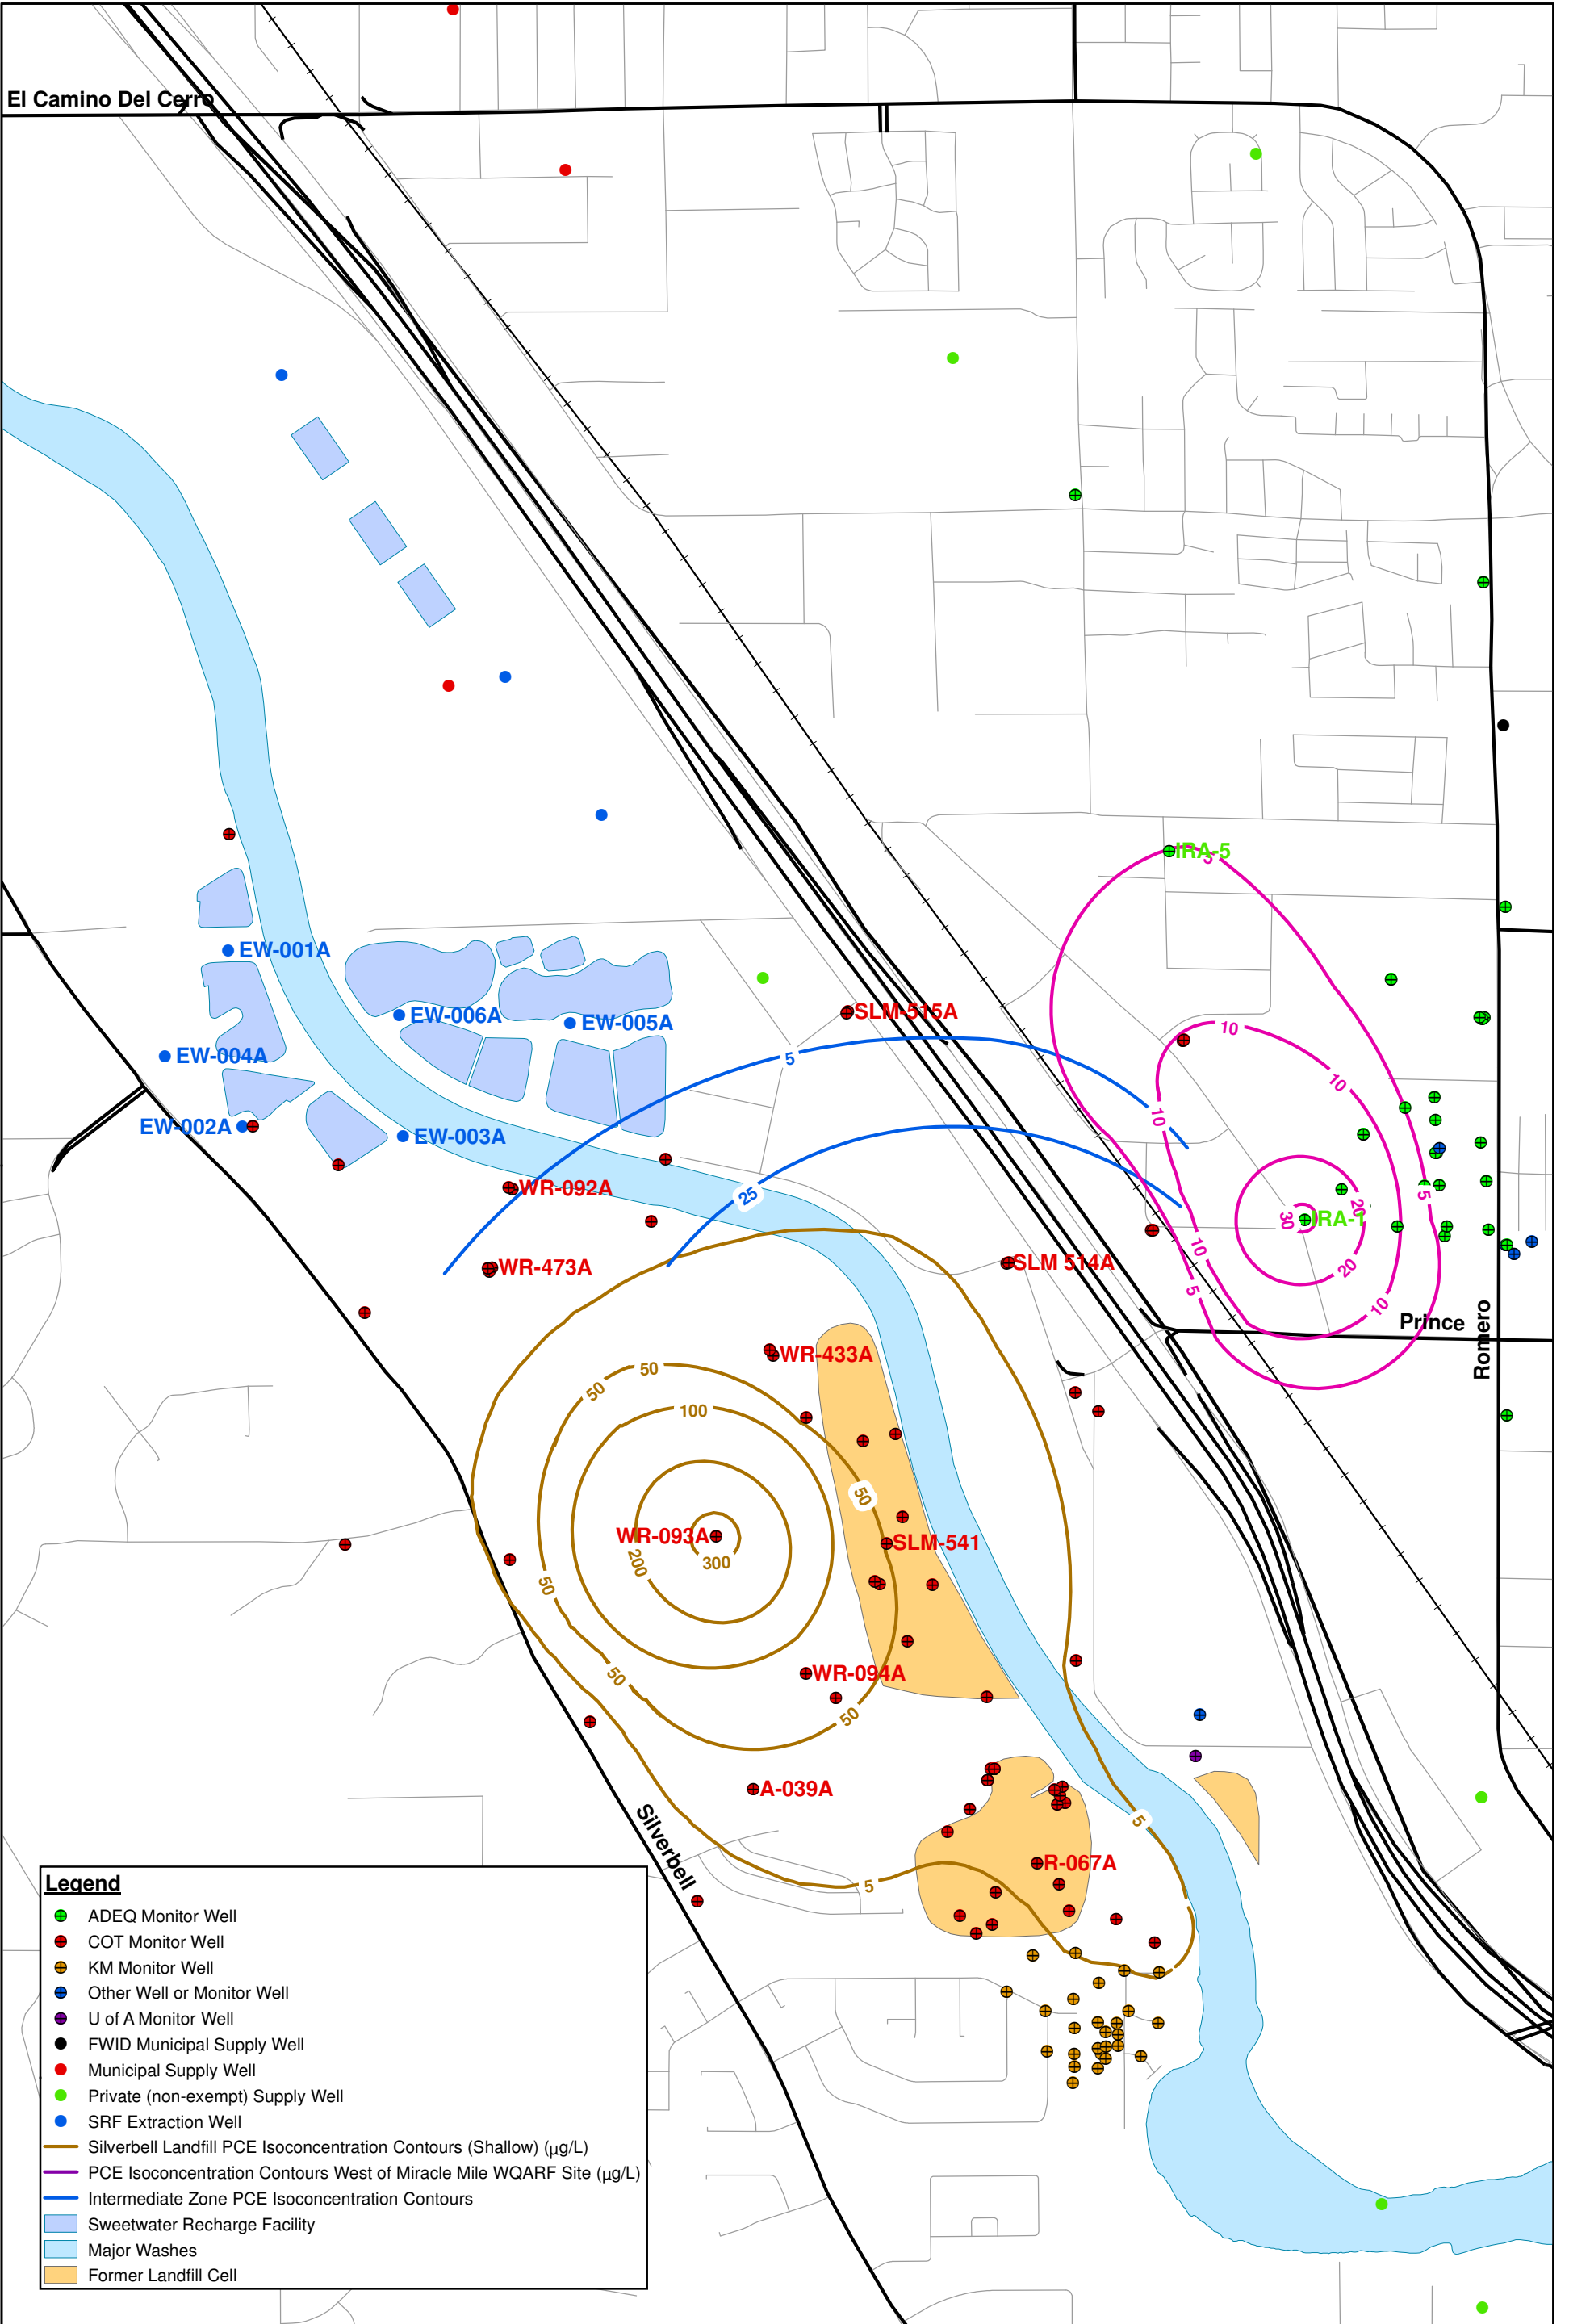 El Camino Del Cerro
IRA-5
5
EW-001A
SLM-515A
EW-006A
EW-005A
10
5
EW-004A
10
10
EW-002A
EW-003A
WR-092A
25
5
20
30
IRA-1
10
SLM 514A
WR-473A
20
5
10
Prince
Romero
WR-433A
50
50
100
50
WR-093A
SLM-541
300
200
50
50
WR-094A
50
A-039A
Silverbell
5
R-067A
5
Legend
ADEQ Monitor Well
COT Monitor Well
KM Monitor Well
Other Well or Monitor Well
U of A Monitor Well
FWID Municipal Supply Well
Municipal Supply Well
Private (non-exempt) Supply Well
SRF Extraction Well
Silverbell Landfill PCE Isoconcentration Contours (Shallow) (µg/L)
PCE Isoconcentration Contours West of Miracle Mile WQARF Site (µg/L)
Intermediate Zone PCE Isoconcentration Contours
Sweetwater Recharge Facility
Major Washes
Former Landfill Cell